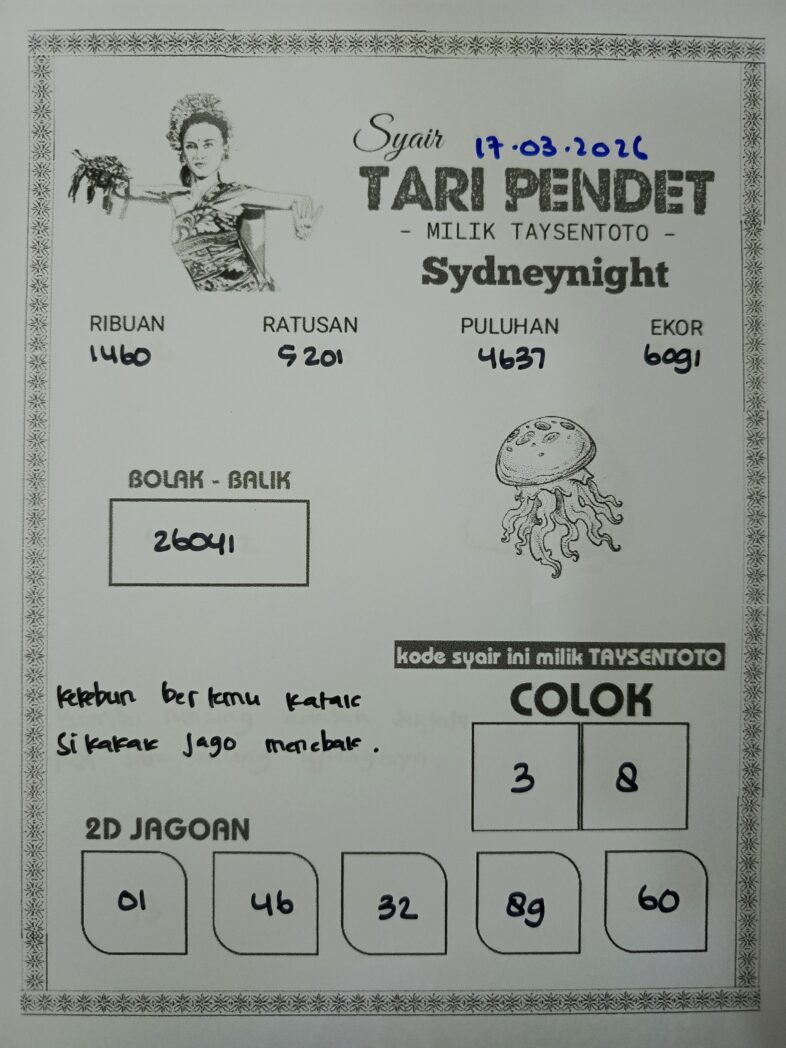 Syair 17.03.2026
TARI PENDET
- MILIK TAYSENTOTO -
Sydneynight
RIBUAN RATUSAN PULUHAN EKOR
1460 5201 4637 6091
BOLAK - BALIK
26041
kode syair ini milik TAYSENTOTO
kekebun bertemu katak
Si kakak jago menebak.
COLOK
3 8
2D JAGOAN
01 46 32 89 60